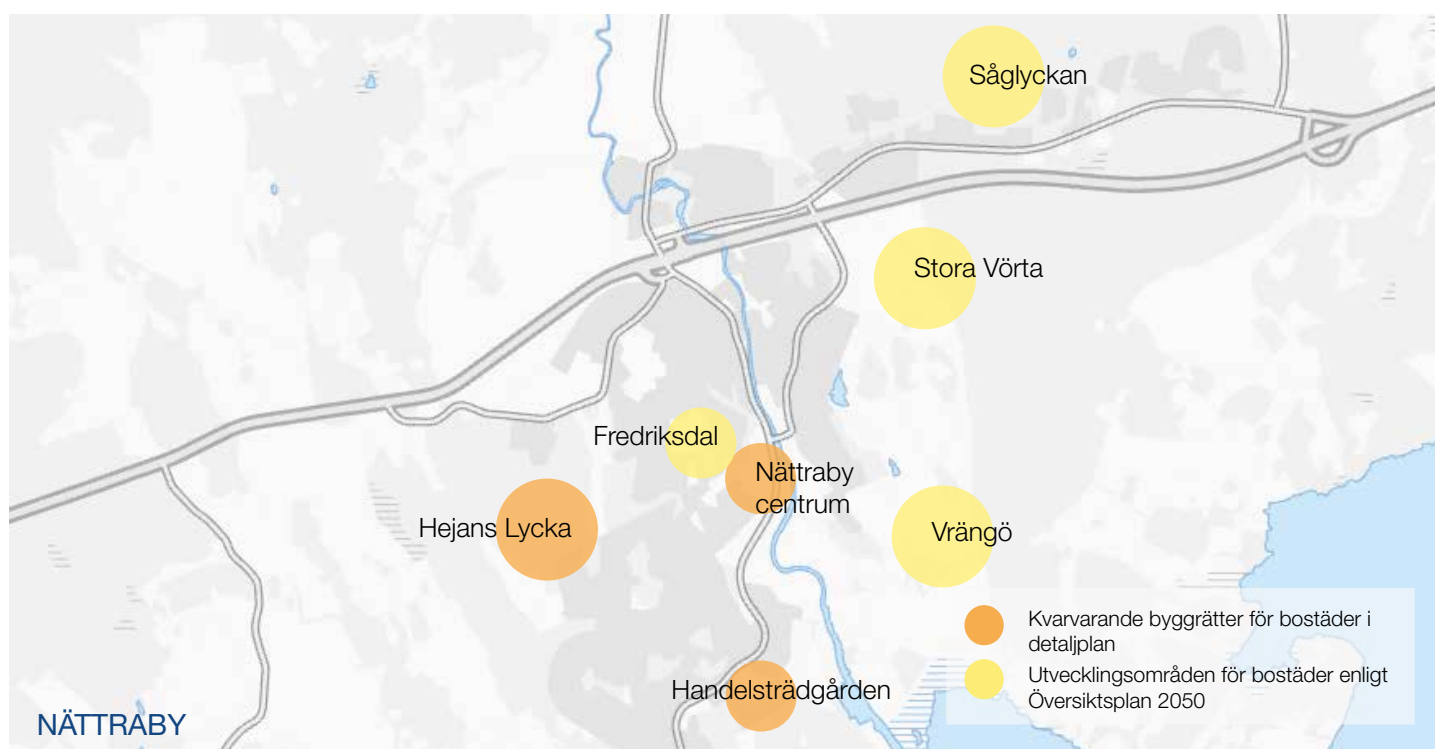 Såglyckan
Stora Vörta
Fredriksdal
Nättraby
centrum
Hejans Lycka
Vrängö
Kvarvarande byggrätter för bostäder i
detaljplan
Utvecklingsområden för bostäder enligt
Översiktsplan 2050
Handelsträdgården
NÄTTRABY